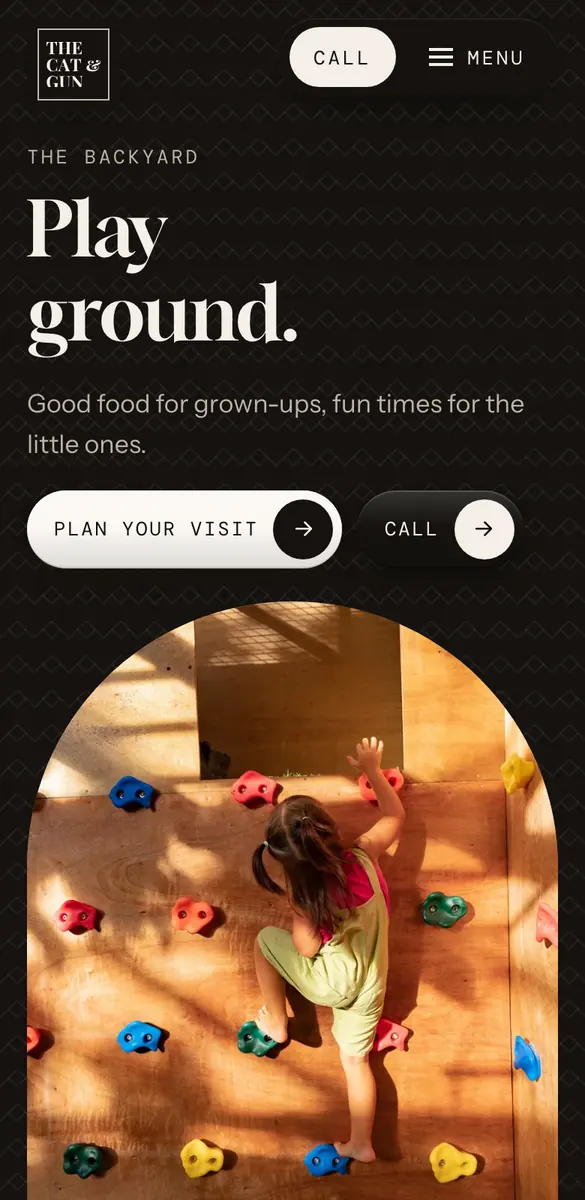 THE
CAT &
GUN
CALL
MENU
THE BACKYARD
Play
ground.
Good food for grown-ups, fun times for the
little ones.
PLAN YOUR VISIT
CALL